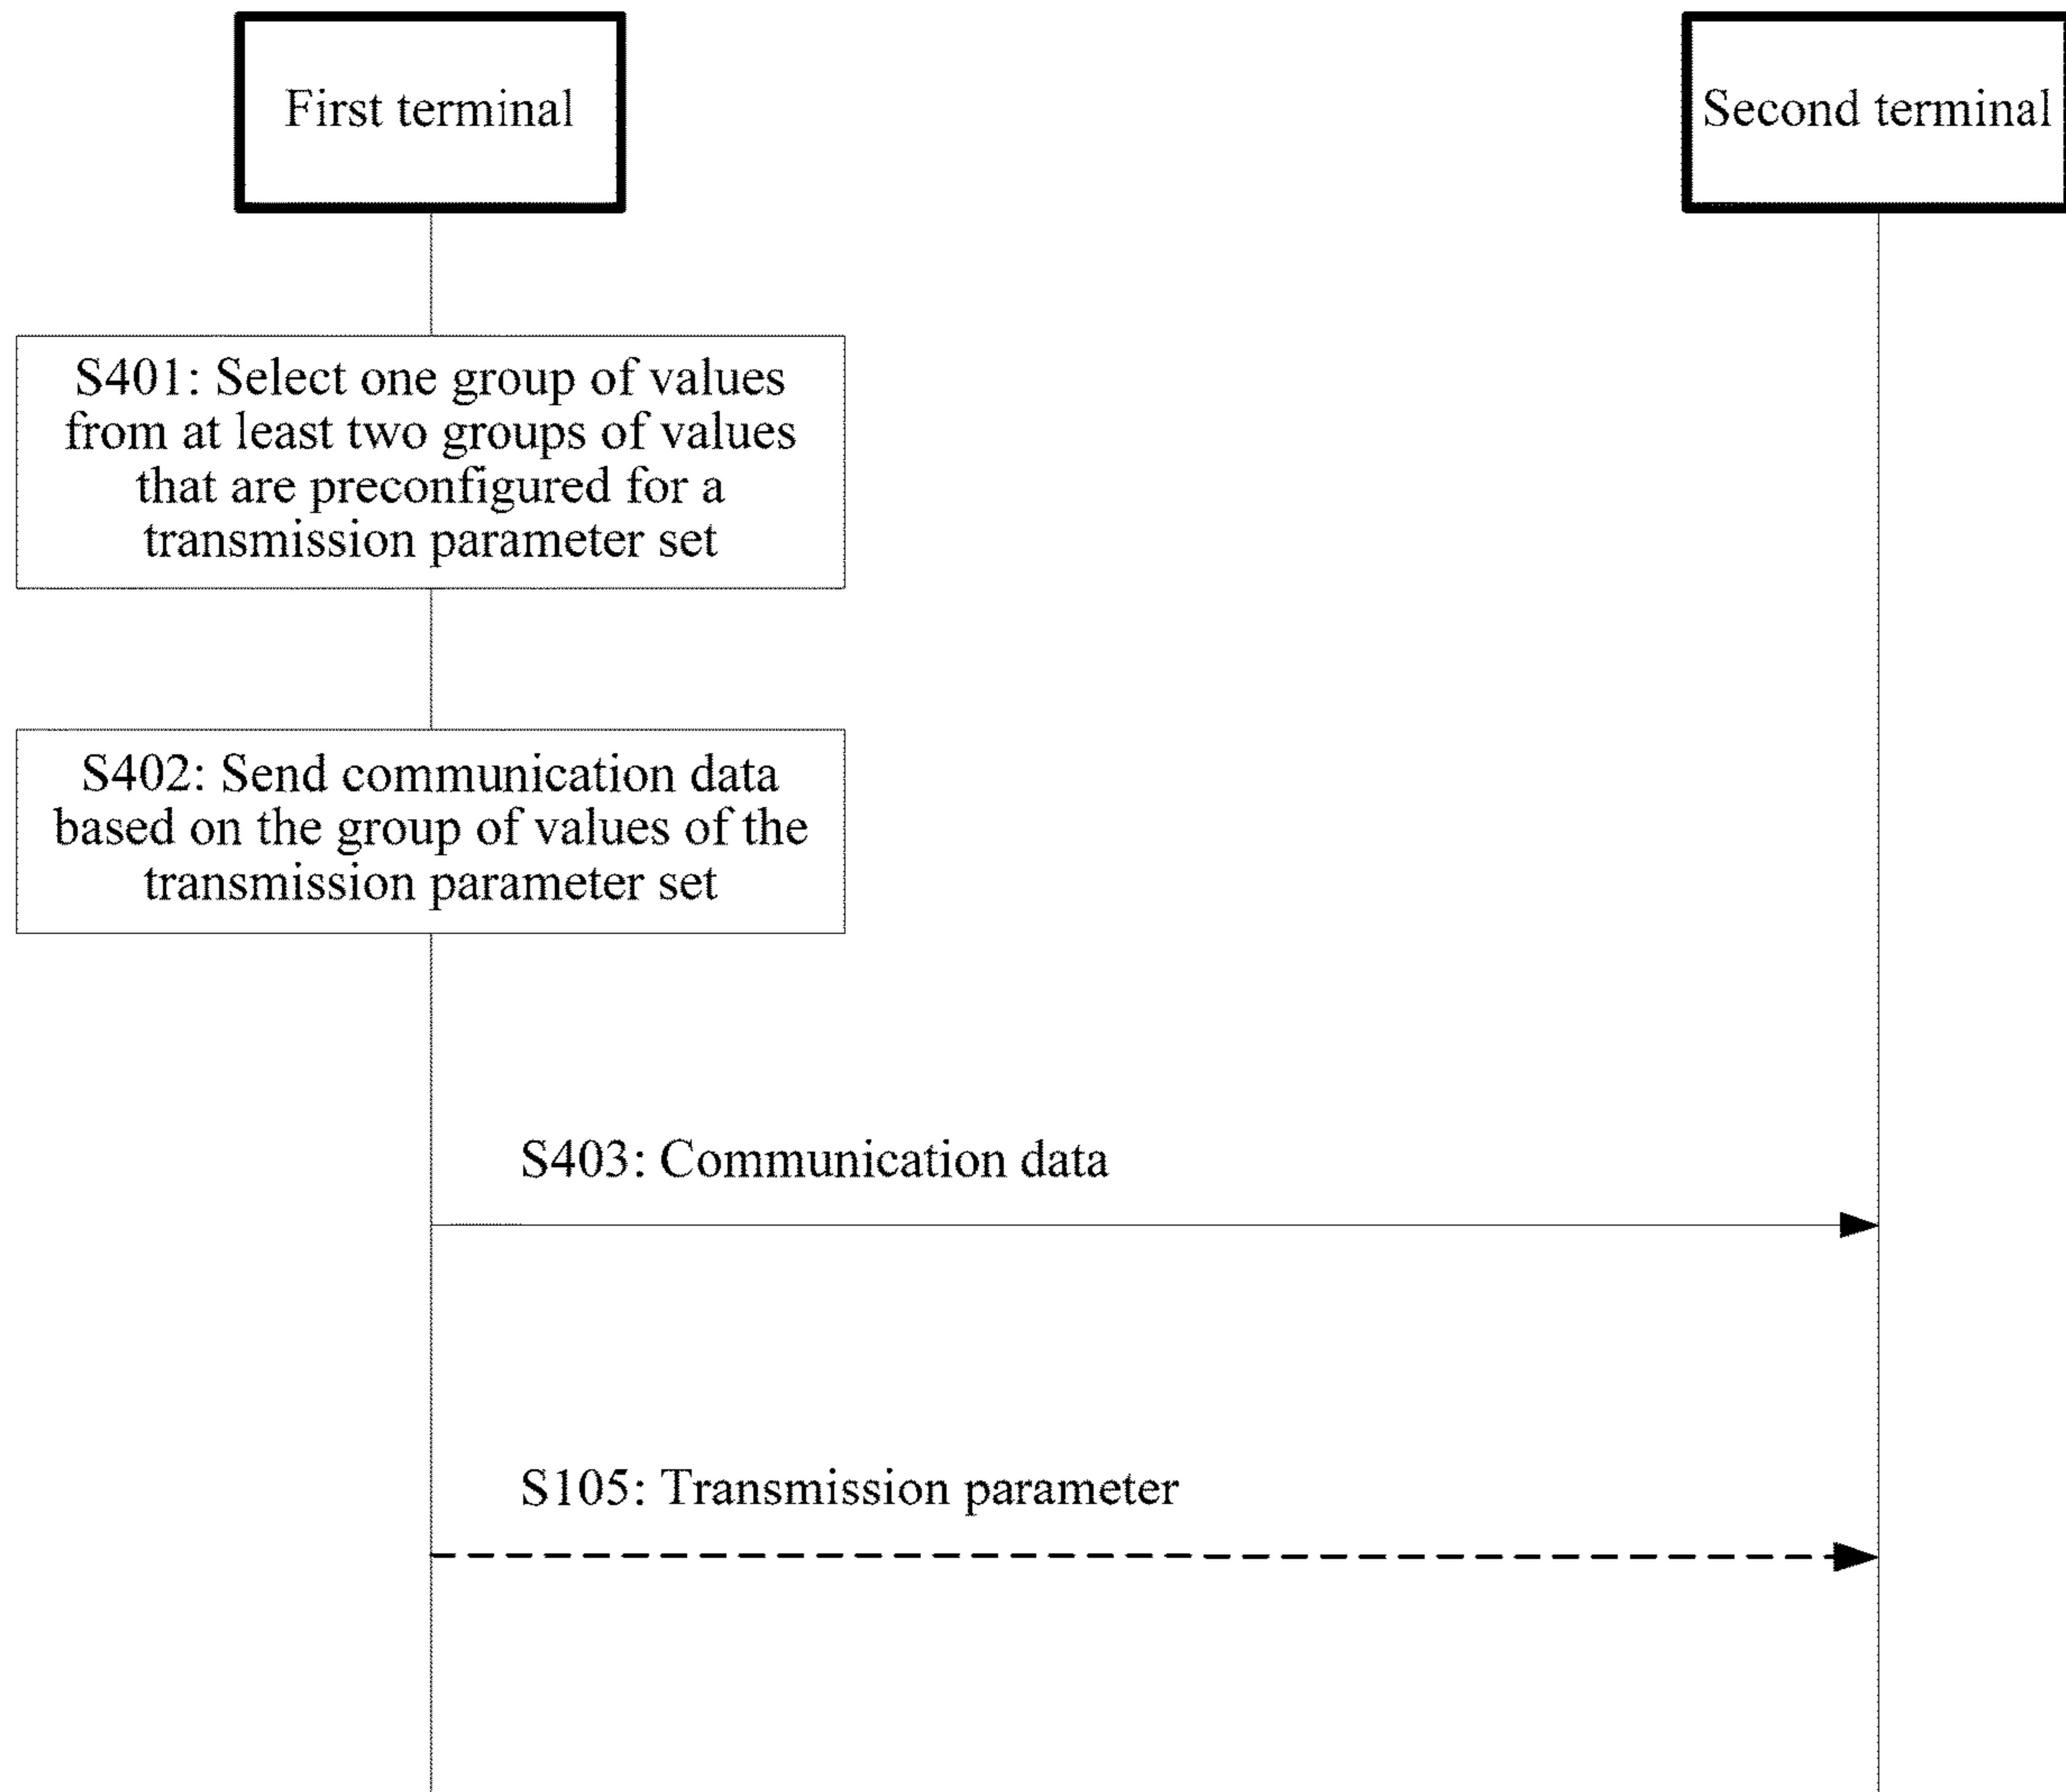 First terminal
Second terminal
S401: Select one group of values
from at least two groups of values
that are preconfigured for a
transmission parameter set
S402: Send communication data
based on the group of values of the
transmission parameter set
S403: Communication data
S105: Transmission parameter